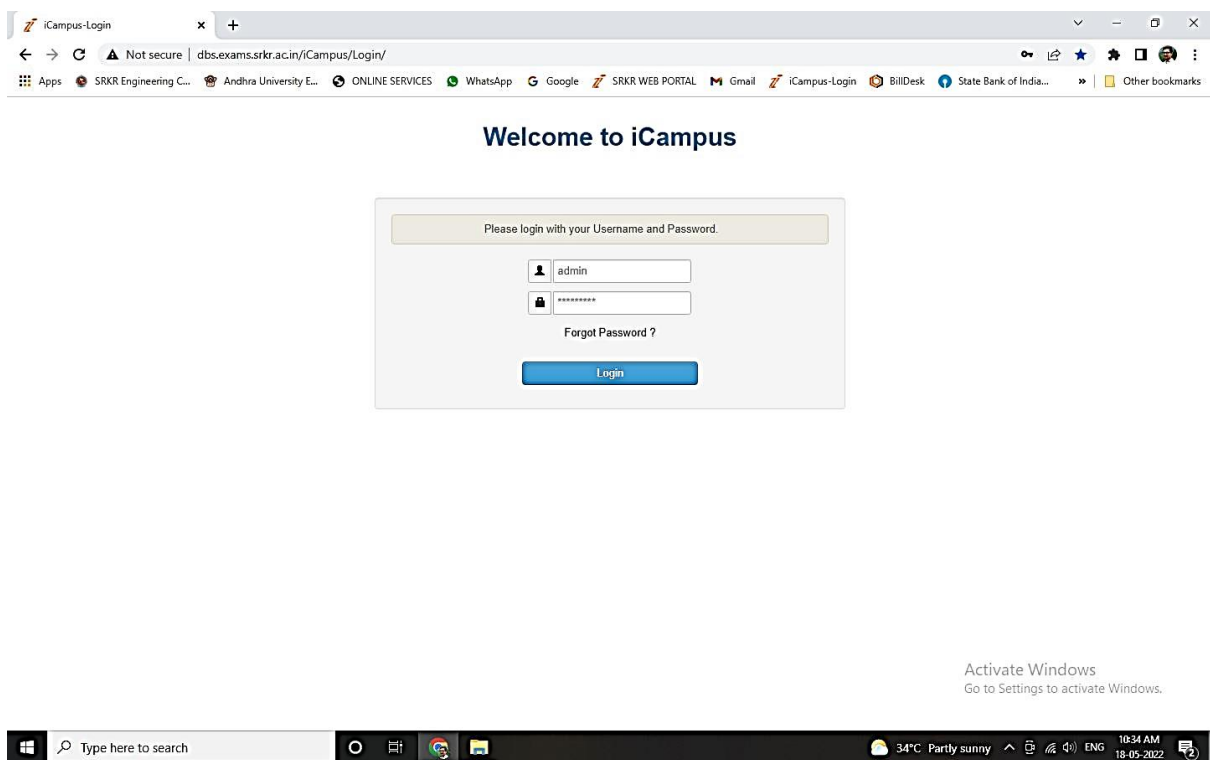 iCampus-Login
Not secure | dbs.exams.srkr.ac.in/iCampus/Login/
Apps SRKR Engineering C... Andhra University E... ONLINE SERVICES WhatsApp Google SRKR WEB PORTAL Gmail iCampus-Login BillDesk State Bank of India... » Other bookmarks
Welcome to iCampus
Please login with your Username and Password.
admin
*********
Forgot Password ?
Login
Activate Windows
Go to Settings to activate Windows.
Type here to search
34°C Partly sunny ENG 10:34 AM
18-05-2022
2